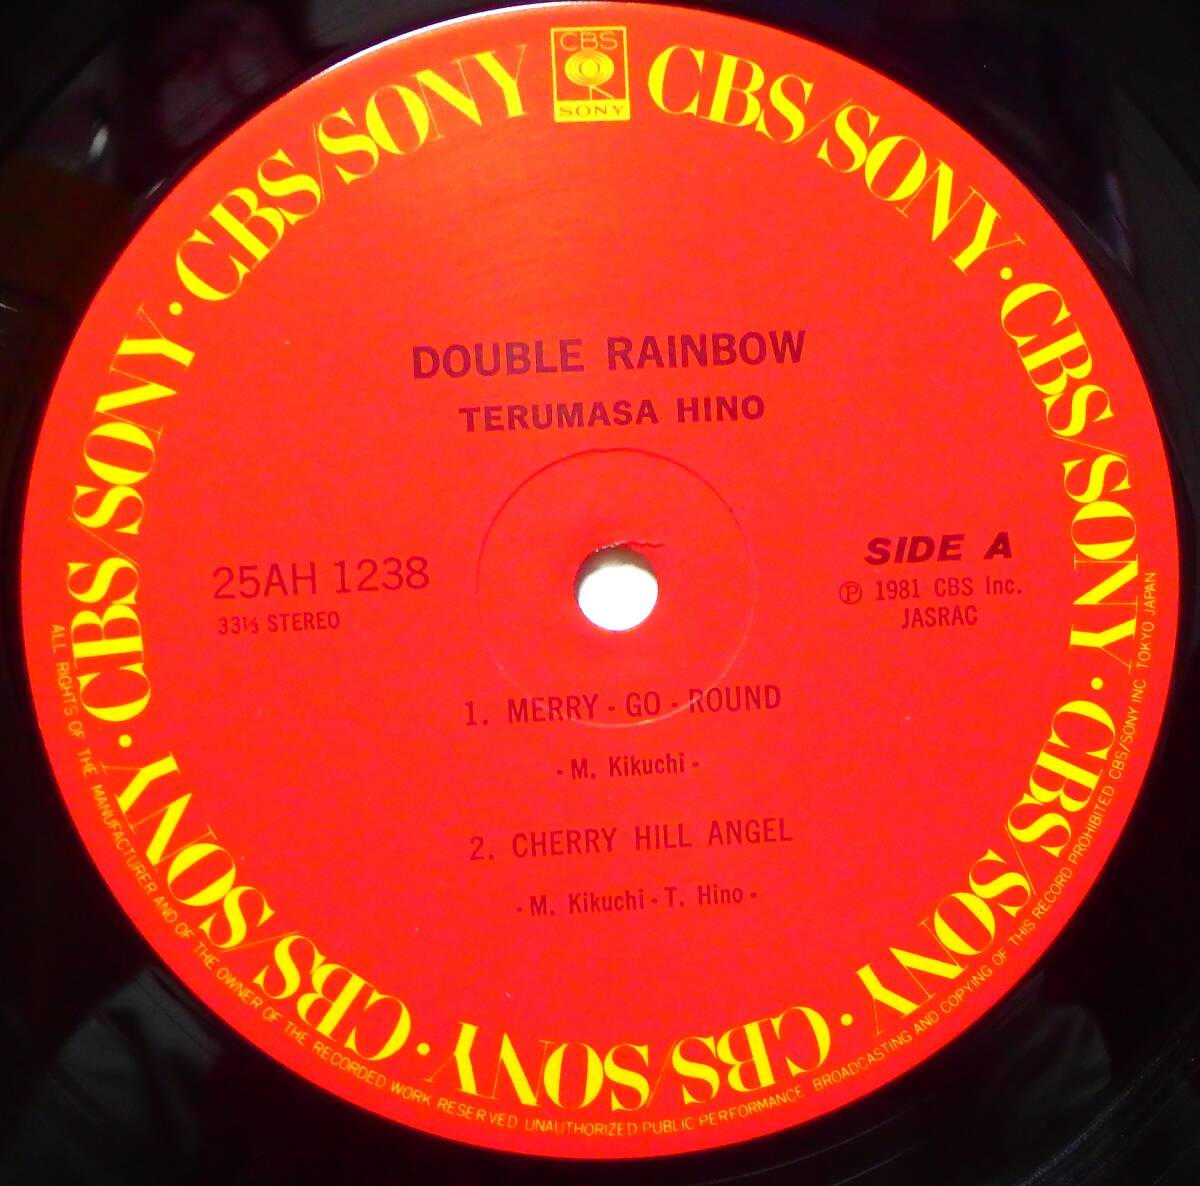 CBS
SONY
CBS/SONY · CBS/SONY · CBS/SONY · CBS/SONY · CBS/SONY · CBS/SONY · CBS/SONY · CBS/SONY
DOUBLE RAINBOW
TERUMASA HINO
SIDE A
25AH 1238
℗ 1981 CBS Inc.
33⅓ STEREO
JASRAC
1. MERRY - GO - ROUND
- M. Kikuchi -
2. CHERRY HILL ANGEL
- M. Kikuchi - T. Hino -
ALL RIGHTS OF THE MANUFACTURER AND OF THE OWNER OF THE RECORDED WORK RESERVED UNAUTHORIZED PUBLIC PERFORMANCE BROADCASTING AND COPYING OF THIS RECORD PROHIBITED CBS/SONY INC TOKYO JAPAN